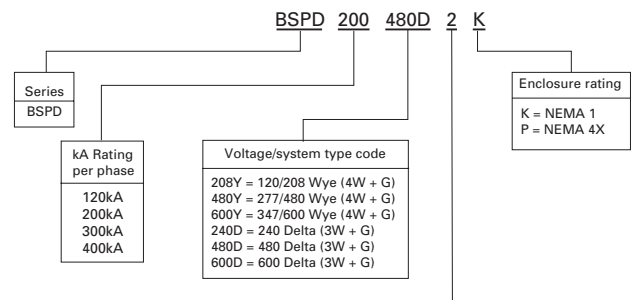 BSPD 200 480D 2 K
Series
BSPD
kA Rating
per phase
120kA
200kA
300kA
400kA
Voltage/system type code
208Y = 120/208 Wye (4W + G)
480Y = 277/480 Wye (4W + G)
600Y = 347/600 Wye (4W + G)
240D = 240 Delta (3W + G)
480D = 480 Delta (3W + G)
600D = 600 Delta (3W + G)
Enclosure rating
K = NEMA 1
P = NEMA 4X